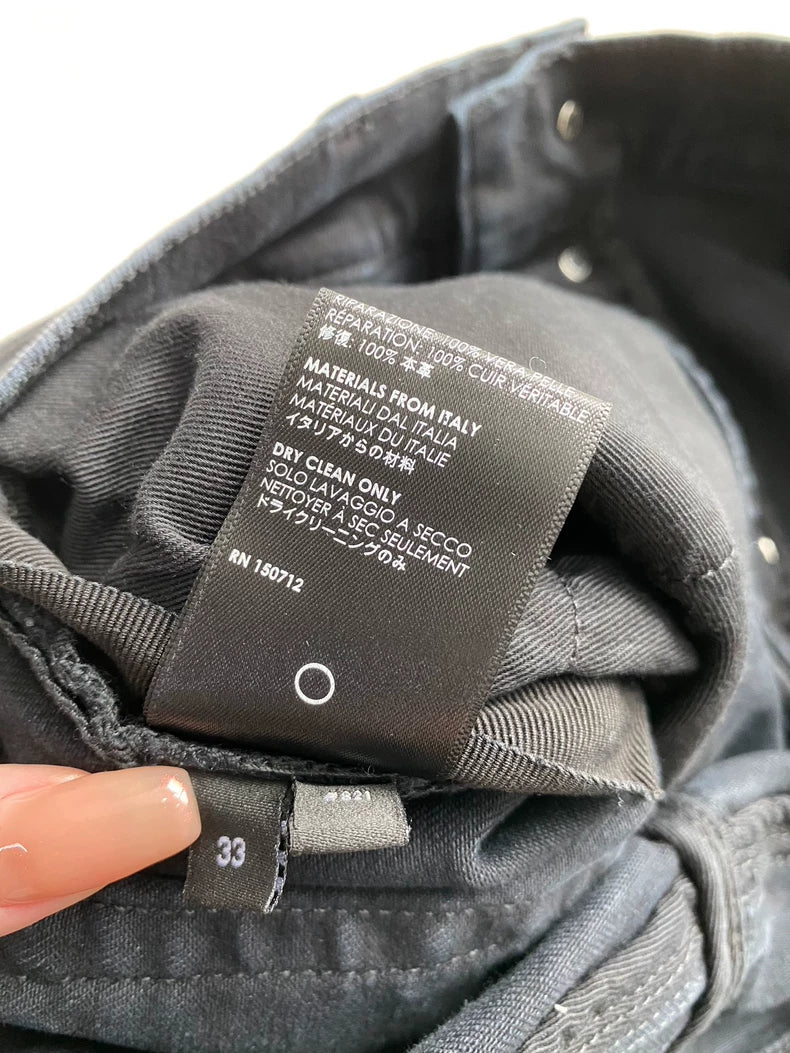 RIPARAZIONE: 100% VERA PELLE
RÉPARATION: 100% CUIR VÉRITABLE
修復: 100% 本革
MATERIALS FROM ITALY
MATERIALI DAL ITALIA
MATÉRIAUX DU ITALIE
イタリアからの材料
DRY CLEAN ONLY
SOLO LAVAGGIO A SECCO
NETTOYER À SEC SEULEMENT
ドライクリーニングのみ
RN 150712
33